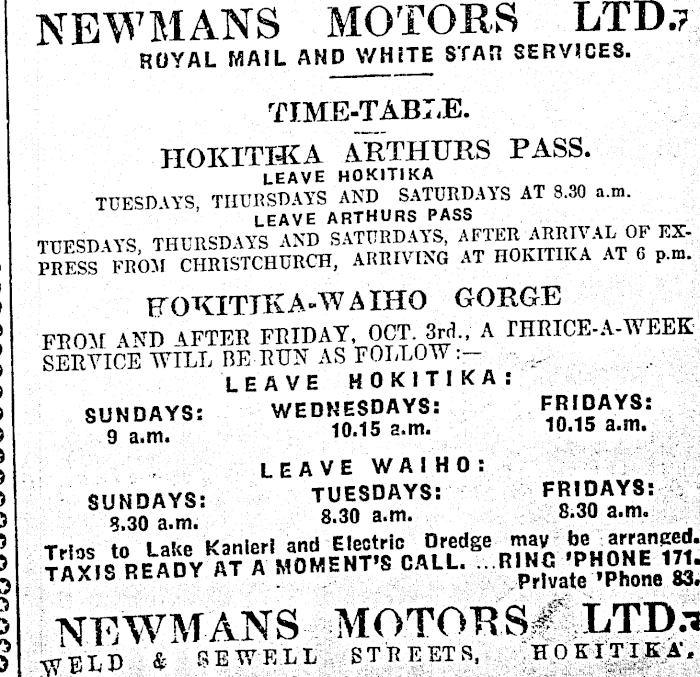 NEWMANS MOTORS LTD.
ROYAL MAIL AND WHITE STAR SERVICES.
TIME-TABLE.
HOKITIKA ARTHURS PASS.
LEAVE HOKITIKA
TUESDAYS, THURSDAYS AND SATURDAYS AT 8.30 a.m.
LEAVE ARTHURS PASS
TUESDAYS, THURSDAYS AND SATURDAYS, AFTER ARRIVAL OF EX-
PRESS FROM CHRISTCHURCH, ARRIVING AT HOKITIKA AT 6 p.m.
HOKITIKA-WAIHO GORGE
FROM AND AFTER FRIDAY, OCT. 3rd., A THRICE-A-WEEK
SERVICE WILL BE RUN AS FOLLOW:—
LEAVE HOKITIKA:
SUNDAYS: WEDNESDAYS: FRIDAYS:
9 a.m. 10.15 a.m. 10.15 a.m.
LEAVE WAIHO:
SUNDAYS: TUESDAYS: FRIDAYS:
8.30 a.m. 8.30 a.m. 8.30 a.m.
Trips to Lake Kanieri and Electric Dredge may be arranged.
TAXIS READY AT A MOMENT'S CALL. ...RING 'PHONE 171.
Private 'Phone 83.
NEWMANS MOTORS LTD.
WELD & SEWELL STREETS, HOKITIKA.